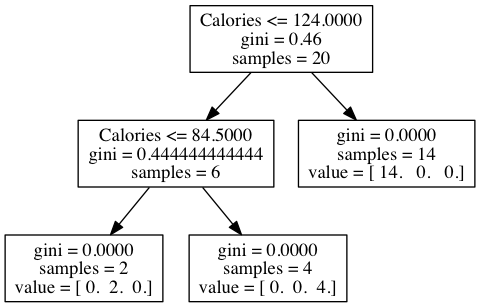 Calories <= 124.0000
gini = 0.46
samples = 20
Calories <= 84.5000
gini = 0.444444444444
samples = 6
gini = 0.0000
samples = 14
value = [ 14. 0. 0.]
gini = 0.0000
samples = 2
value = [ 0. 2. 0.]
gini = 0.0000
samples = 4
value = [ 0. 0. 4.]